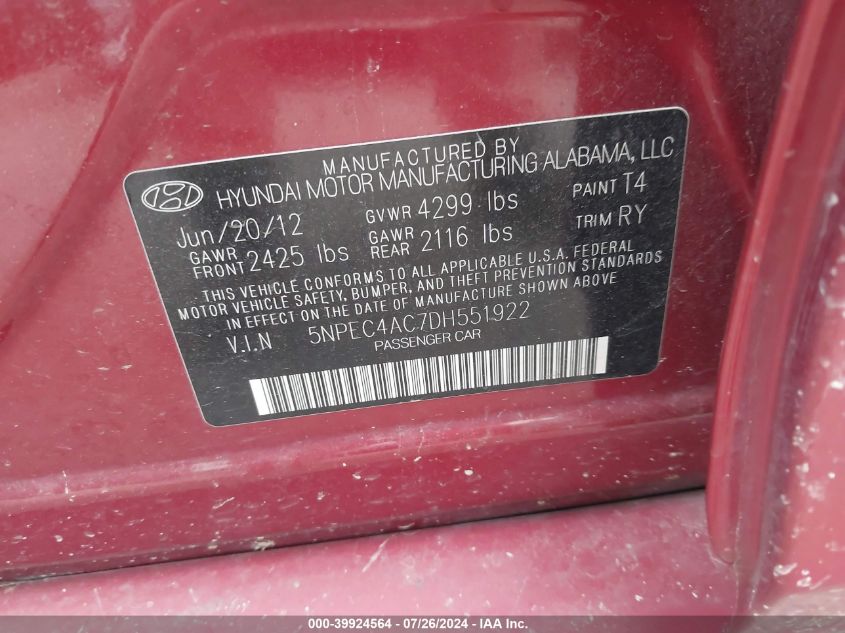 MANUFACTURED BY
HYUNDAI MOTOR MANUFACTURING ALABAMA, LLC
Jun/20/12 GVWR 4299 lbs PAINT T4
GAWR FRONT 2425 lbs GAWR REAR 2116 lbs TRIM RY
THIS VEHICLE CONFORMS TO ALL APPLICABLE U.S.A. FEDERAL
MOTOR VEHICLE SAFETY, BUMPER, AND THEFT PREVENTION STANDARDS
IN EFFECT ON THE DATE OF MANUFACTURE SHOWN ABOVE
V.I.N 5NPEC4AC7DH551922
PASSENGER CAR
000-39924564 - 07/26/2024 - IAA Inc.